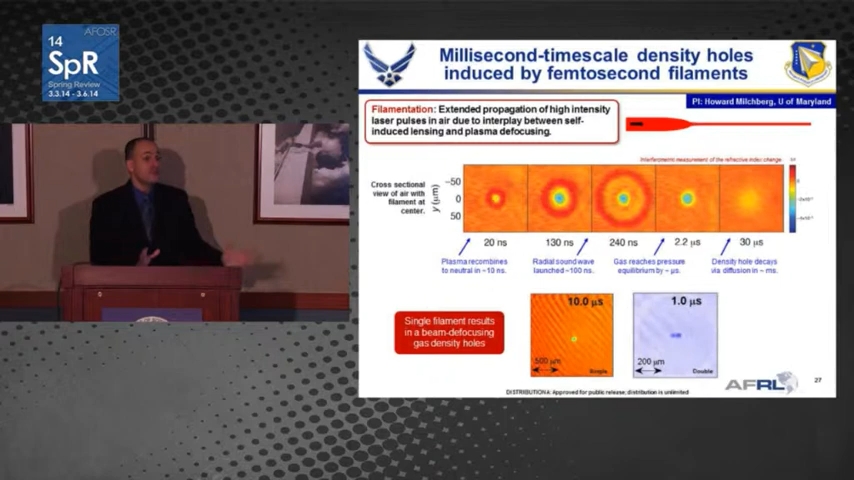 AFOSR
14
SpR
Spring Review
3.3.14 - 3.6.14
Millisecond-timescale density holes
induced by femtosecond filaments
PI: Howard Milchberg, U of Maryland
Filamentation: Extended propagation of high intensity
laser pulses in air due to interplay between self-
induced lensing and plasma defocusing.
Interferometric measurement of the refractive index change
Cross sectional
view of air with
filament at
center.
y (μm)
-50
0
50
20 ns
130 ns
240 ns
2.2 μs
30 μs
Plasma recombines
to neutral in ~10 ns.
Radial sound wave
launched ~100 ns.
Gas reaches pressure
equilibrium by ~ μs.
Density hole decays
via diffusion in ~ ms.
Single filament results
in a beam-defocusing
gas density holes
10.0 μs
500 μm
Single
1.0 μs
200 μm
Double
AFRL
27
DISTRIBUTION A: Approved for public release; distribution is unlimited